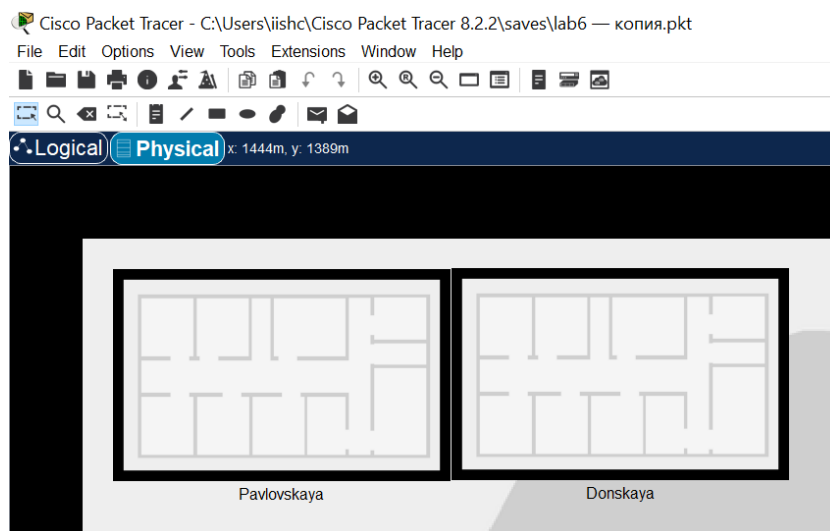 Cisco Packet Tracer - C:\Users\iishc\Cisco Packet Tracer 8.2.2\saves\lab6 — копия.pkt
File Edit Options View Tools Extensions Window Help
Logical Physical x: 1444m, y: 1389m
Pavlovskaya Donskaya